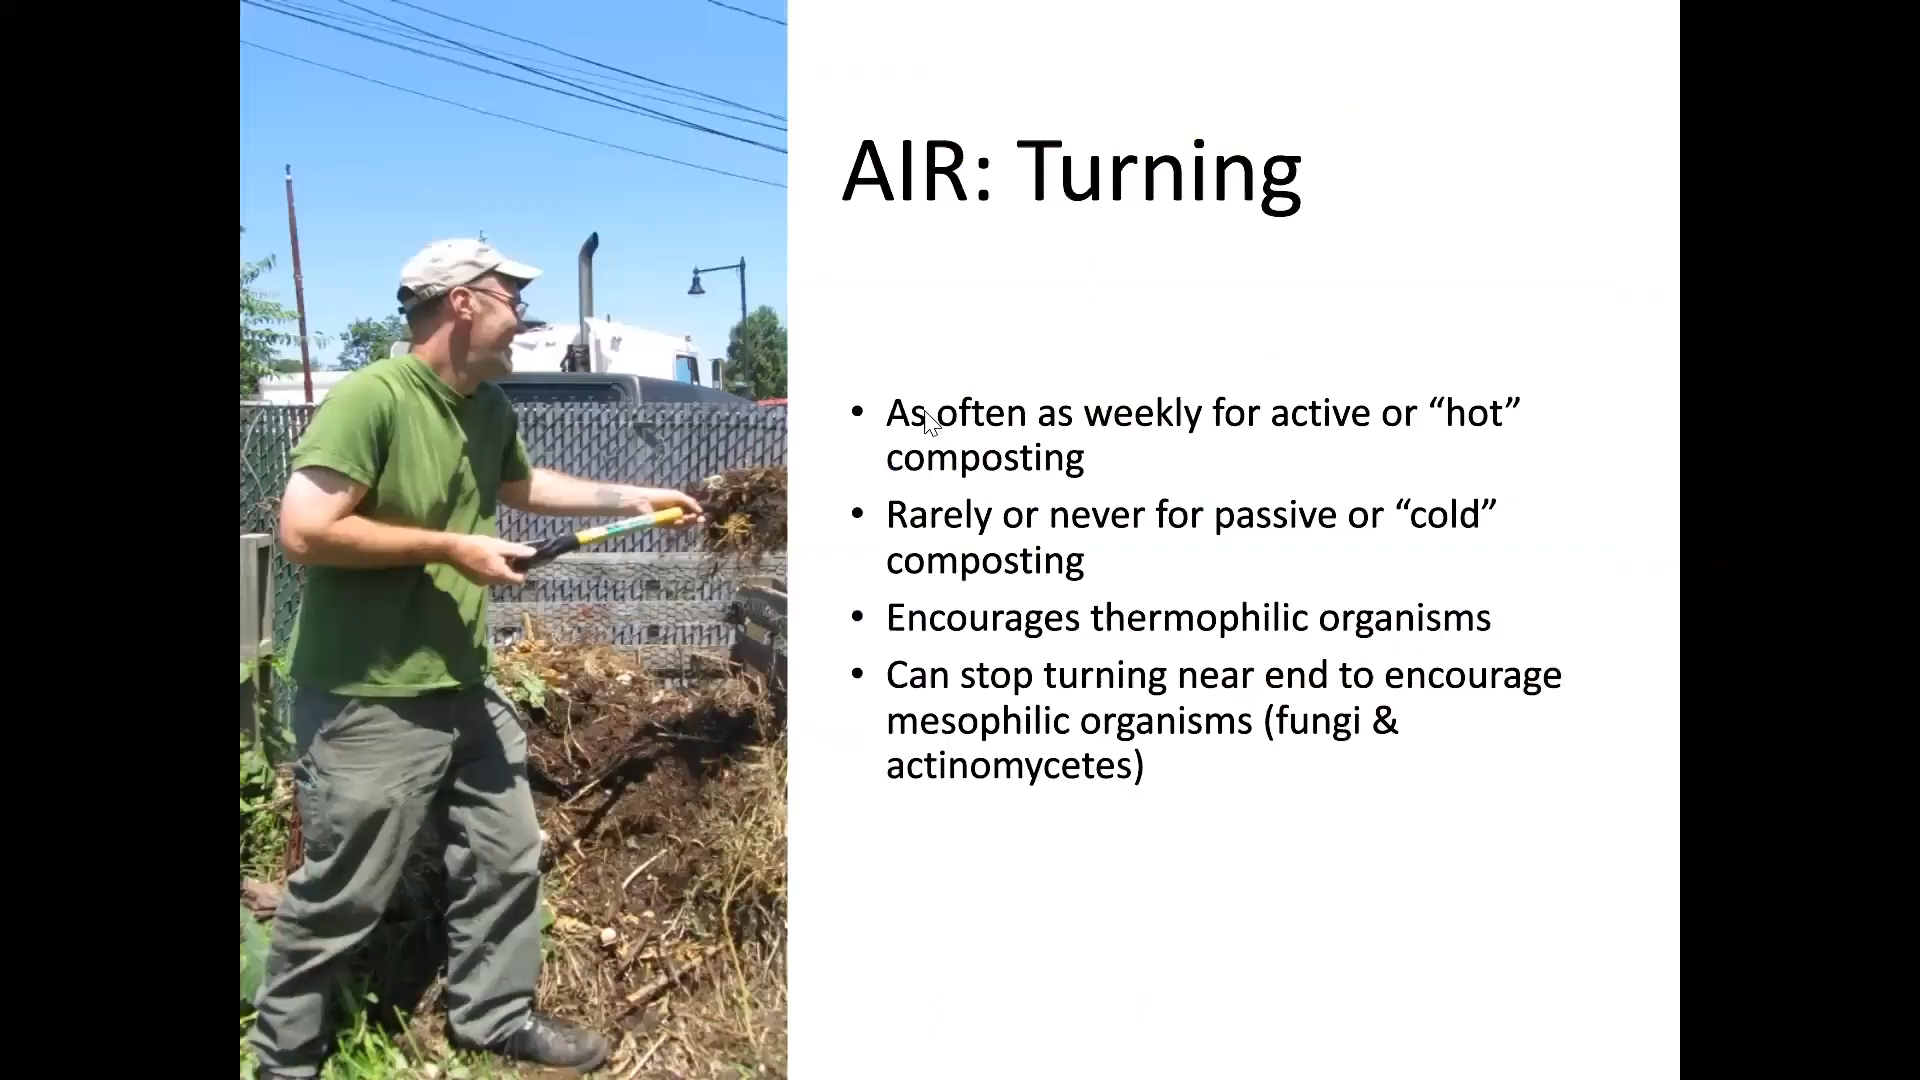 AIR: Turning
• As often as weekly for active or “hot”
composting
• Rarely or never for passive or “cold”
composting
• Encourages thermophilic organisms
• Can stop turning near end to encourage
mesophilic organisms (fungi &
actinomycetes)